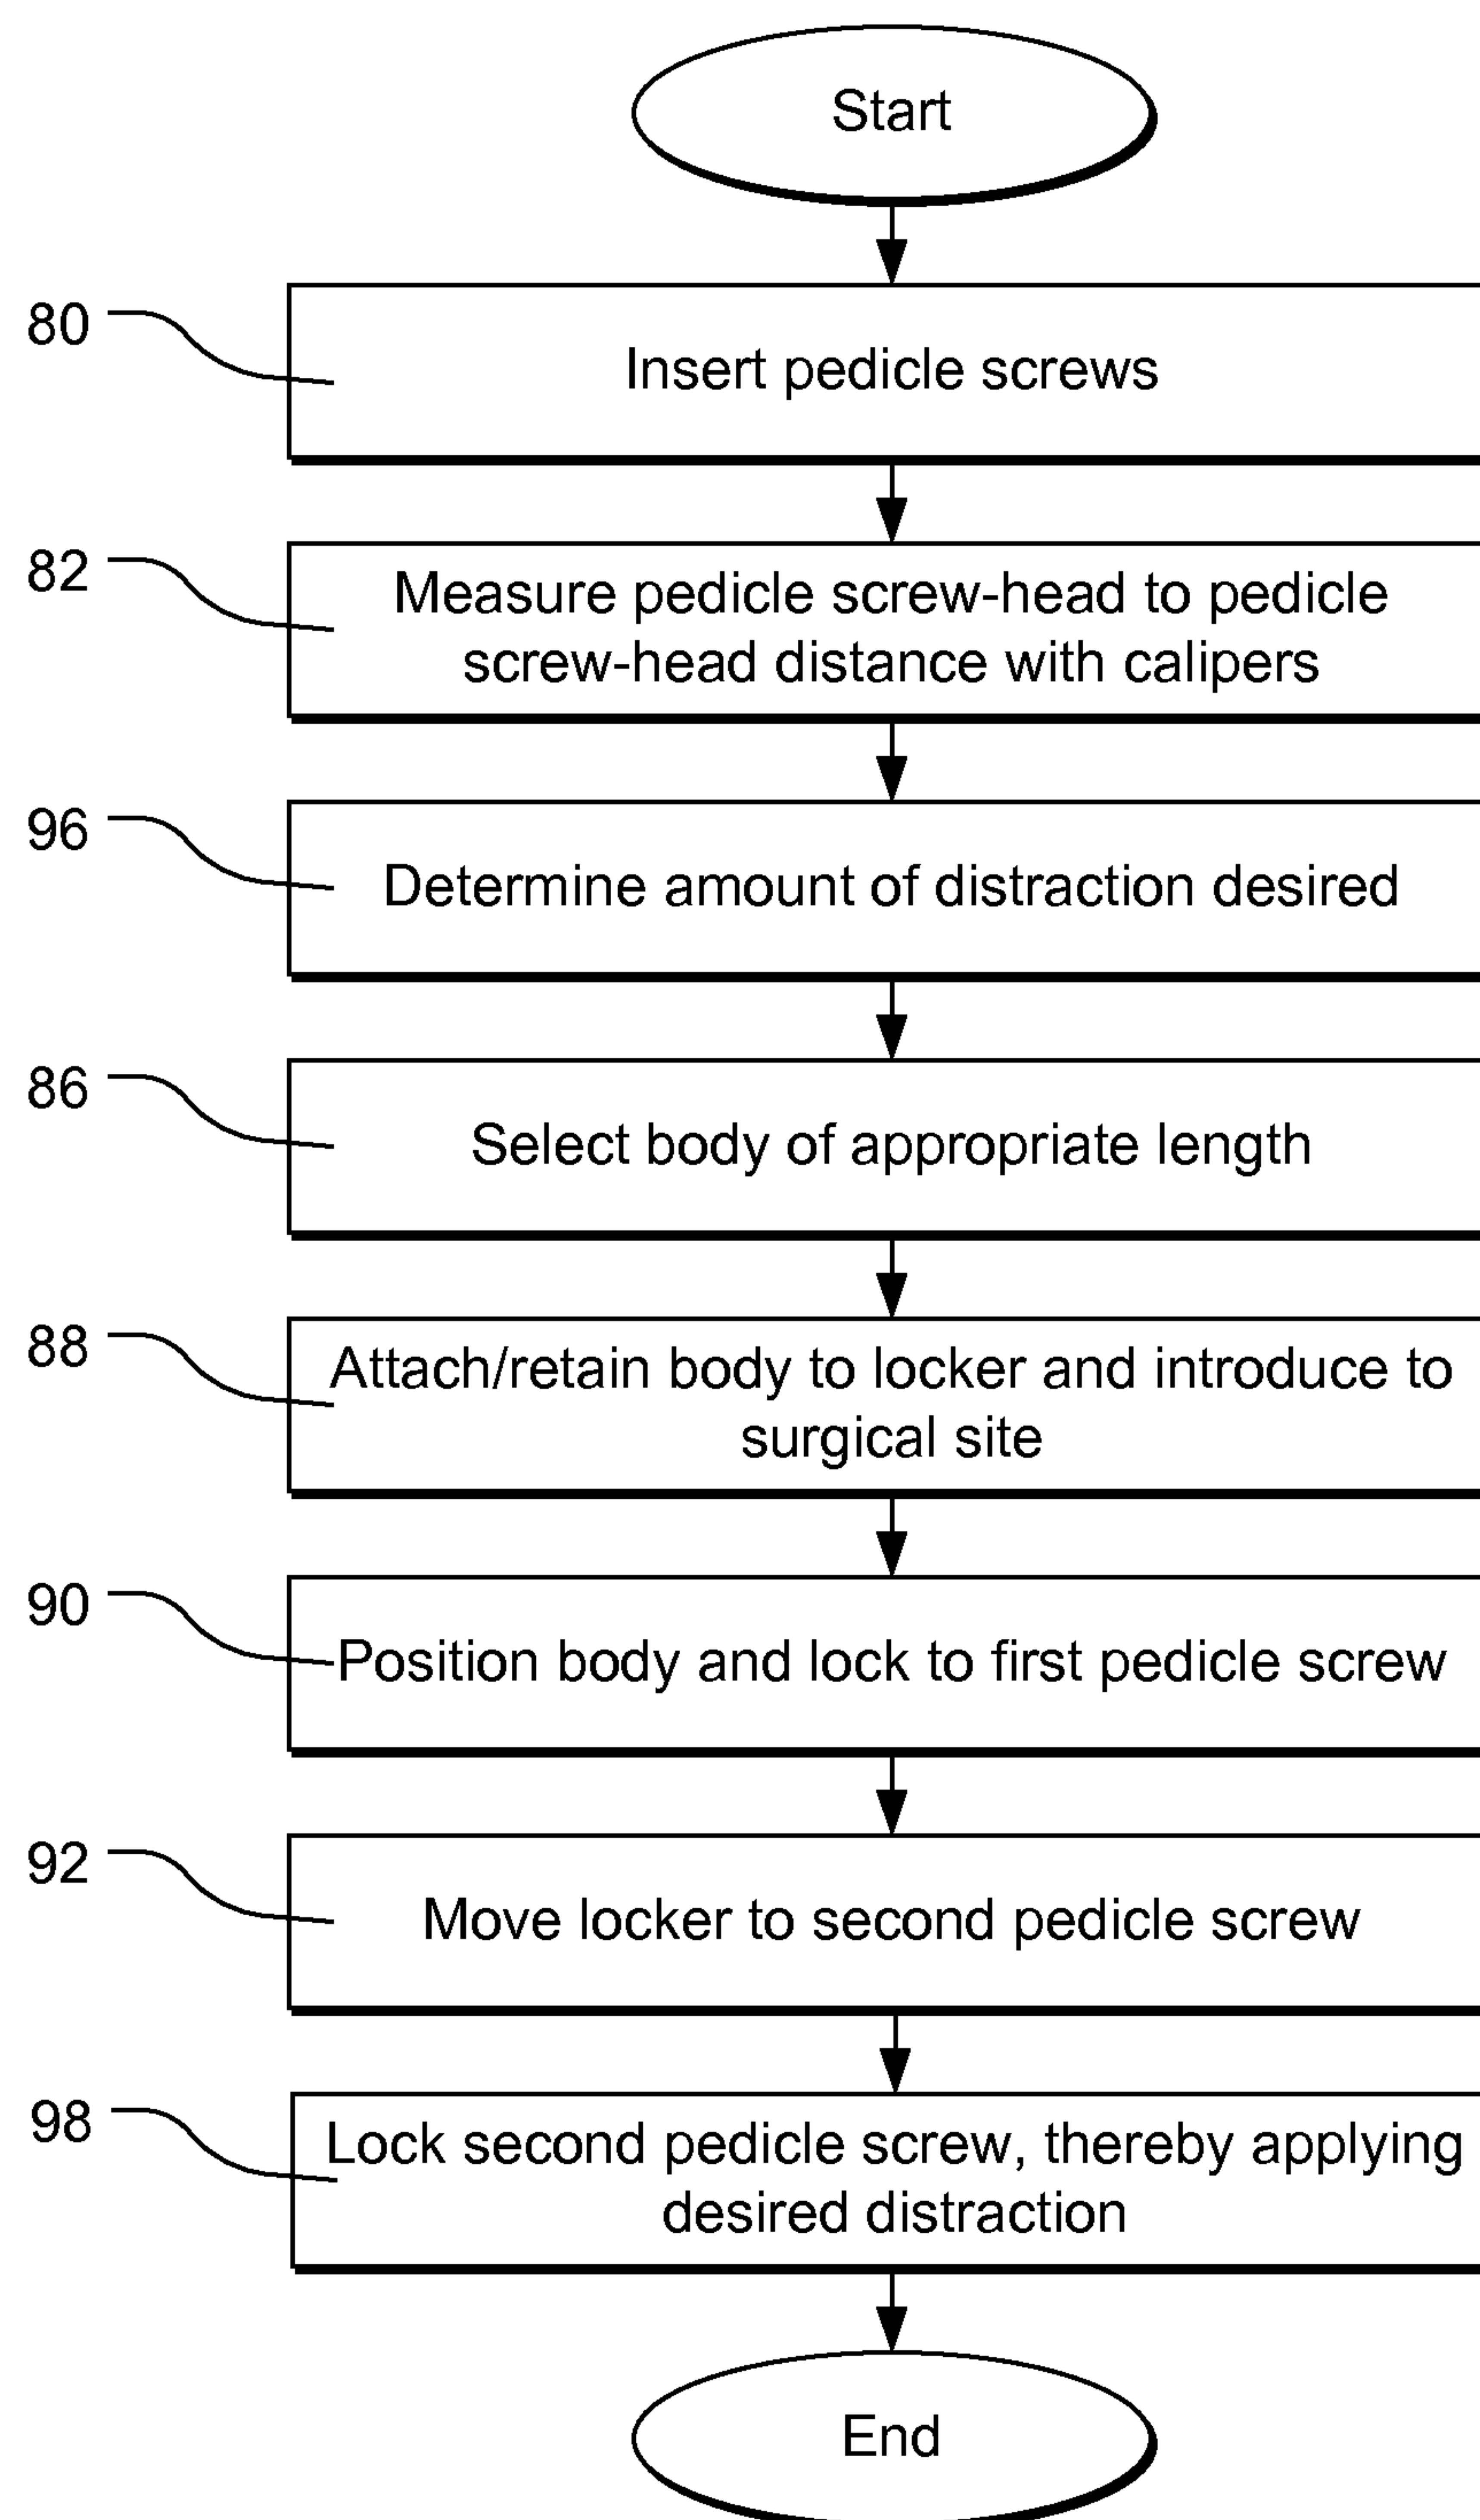 Start
80
Insert pedicle screws
82
Measure pedicle screw-head to pedicle
screw-head distance with calipers
96
Determine amount of distraction desired
86
Select body of appropriate length
88
Attach/retain body to locker and introduce to
surgical site
90
Position body and lock to first pedicle screw
92
Move locker to second pedicle screw
98
Lock second pedicle screw, thereby applying
desired distraction
End